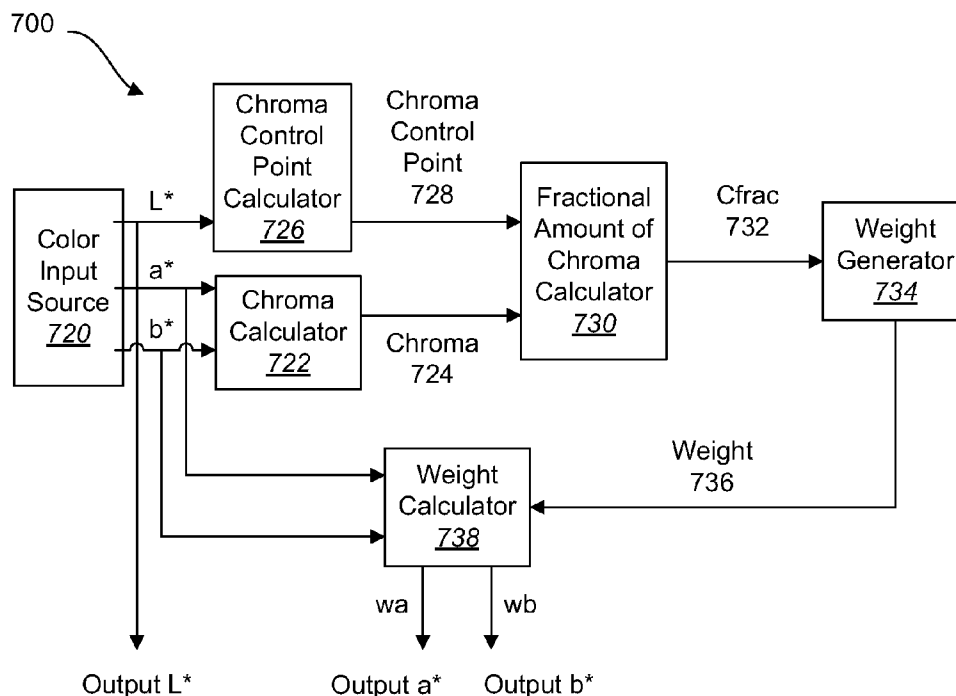 700
Chroma
Control
Point
Calculator
726
Chroma
Control
Point
728
L*
Color
Input
Source
720
a*
b*
Chroma
Calculator
722
Chroma
724
Fractional
Amount of
Chroma
Calculator
730
Cfrac
732
Weight
Generator
734
Weight
736
Weight
Calculator
738
wa
wb
Output L*
Output a*
Output b*